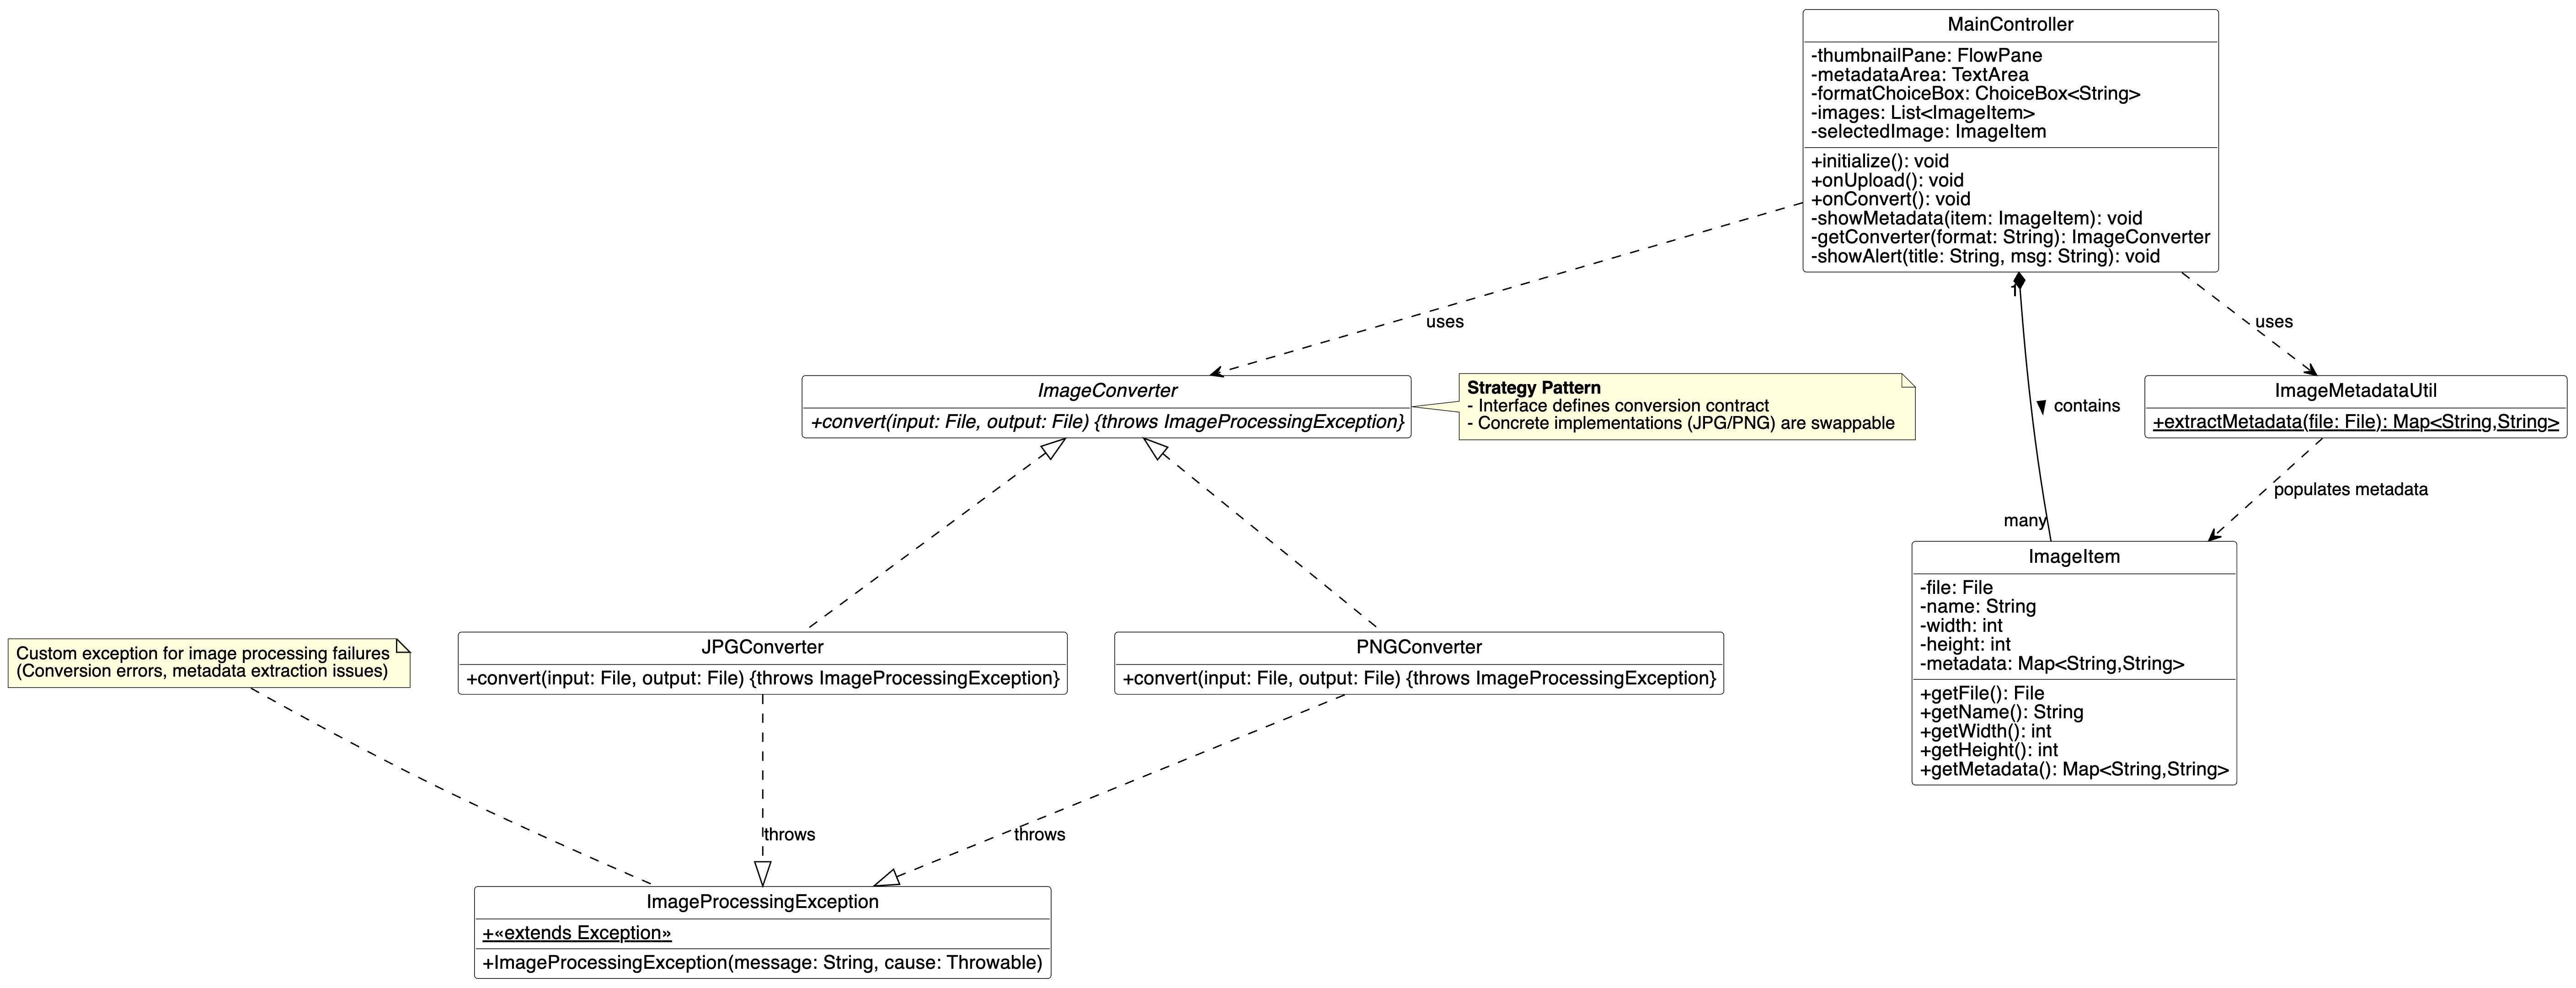 MainController
-thumbnailPane: FlowPane
-metadataArea: TextArea
-formatChoiceBox: ChoiceBox<String>
-images: List<ImageItem>
-selectedImage: ImageItem
+initialize(): void
+onUpload(): void
+onConvert(): void
-showMetadata(item: ImageItem): void
-getConverter(format: String): ImageConverter
-showAlert(title: String, msg: String): void
1
uses
uses
ImageConverter
+convert(input: File, output: File) {throws ImageProcessingException}
Strategy Pattern
- Interface defines conversion contract
- Concrete implementations (JPG/PNG) are swappable
contains
ImageMetadataUtil
+extractMetadata(file: File): Map<String,String>
populates metadata
many
ImageItem
-file: File
-name: String
-width: int
-height: int
-metadata: Map<String,String>
+getFile(): File
+getName(): String
+getWidth(): int
+getHeight(): int
+getMetadata(): Map<String,String>
Custom exception for image processing failures
(Conversion errors, metadata extraction issues)
JPGConverter
+convert(input: File, output: File) {throws ImageProcessingException}
PNGConverter
+convert(input: File, output: File) {throws ImageProcessingException}
throws
throws
ImageProcessingException
+«extends Exception»
+ImageProcessingException(message: String, cause: Throwable)